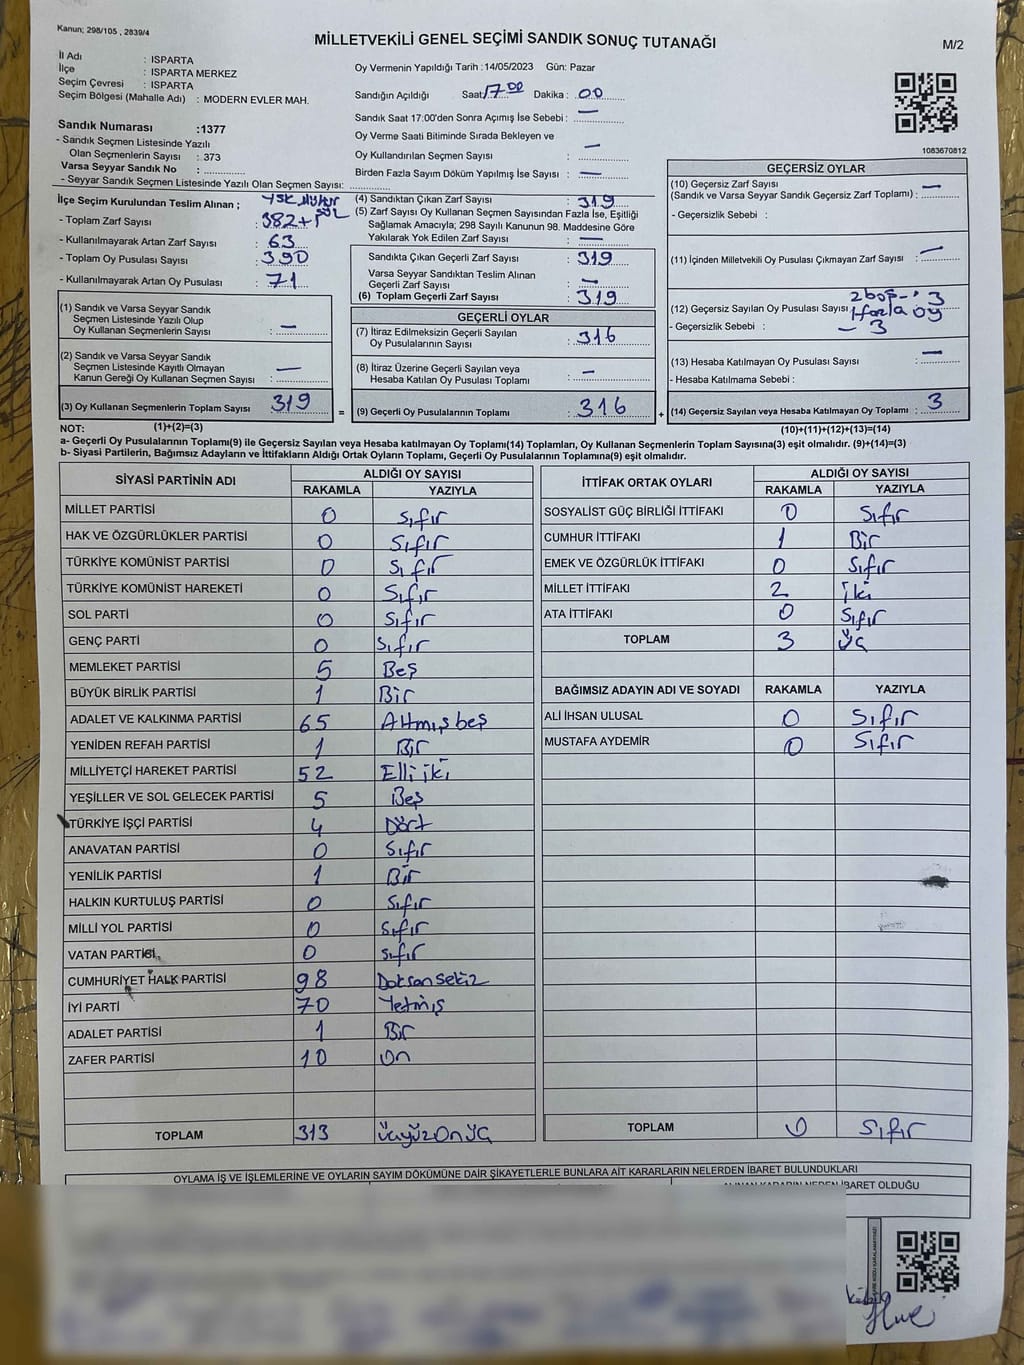 Kanun; 298/105 , 2839/4
MİLLETVEKİLİ GENEL SEÇİMİ SANDIK SONUÇ TUTANAĞI
M/2
İl Adı : ISPARTA
İlçe : ISPARTA MERKEZ
Seçim Çevresi : ISPARTA
Seçim Bölgesi (Mahalle Adı) : MODERN EVLER MAH.
Sandık Numarası :1377
- Sandık Seçmen Listesinde Yazılı
Olan Seçmenlerin Sayısı : 373
Varsa Seyyar Sandık No :
- Seyyar Sandık Seçmen Listesinde Yazılı Olan Seçmen Sayısı:
Oy Vermenin Yapıldığı Tarih :14/05/2023 Gün: Pazar
Sandığın Açıldığı Saat 17.00 Dakika : 00
Sandık Saat 17:00'den Sonra Açımış İse Sebebi : —
Oy Verme Saati Bitiminde Sırada Bekleyen ve
Oy Kullandırılan Seçmen Sayısı : —
Birden Fazla Sayım Döküm Yapılmış İse Sayısı : —
1083670812
İlçe Seçim Kurulundan Teslim Alınan ;
- Toplam Zarf Sayısı : 382+1
- Kullanılmayarak Artan Zarf Sayısı : 63
- Toplam Oy Pusulası Sayısı : 390
- Kullanılmayarak Artan Oy Pusulası : 71
(1) Sandık ve Varsa Seyyar Sandık
Seçmen Listesinde Yazılı Olup
Oy Kullanan Seçmenlerin Sayısı : —
(2) Sandık ve Varsa Seyyar Sandık
Seçmen Listesinde Kayıtlı Olmayan
Kanun Gereği Oy Kullanan Seçmen Sayısı : —
(3) Oy Kullanan Seçmenlerin Toplam Sayısı 319
(4) Sandıktan Çıkan Zarf Sayısı : 319
(5) Zarf Sayısı Oy Kullanan Seçmen Sayısından Fazla İse, Eşitliği
Sağlamak Amacıyla; 298 Sayılı Kanunun 98. Maddesine Göre
Yakılarak Yok Edilen Zarf Sayısı : —
Sandıkta Çıkan Geçerli Zarf Sayısı : 319
Varsa Seyyar Sandıktan Teslim Alınan
Geçerli Zarf Sayısı : —
(6) Toplam Geçerli Zarf Sayısı : 319
GEÇERLİ OYLAR
(7) İtiraz Edilmeksizin Geçerli Sayılan
Oy Pusulalarının Sayısı : 316
(8) İtiraz Üzerine Geçerli Sayılan veya
Hesaba Katılan Oy Pusulası Toplamı : —
= (9) Geçerli Oy Pusulalarının Toplamı : 316 +
GEÇERSİZ OYLAR
(10) Geçersiz Zarf Sayısı
(Sandık ve Varsa Seyyar Sandık Geçersiz Zarf Toplamı) : —
- Geçersizlik Sebebi :
(11) İçinden Milletvekili Oy Pusulası Çıkmayan Zarf Sayısı : —
(12) Geçersiz Sayılan Oy Pusulası Sayısı : 2 boş - 3
- Geçersizlik Sebebi : 1 fazla oy
- 3
(13) Hesaba Katılmayan Oy Pusulası Sayısı : —
- Hesaba Katılmama Sebebi :
(14) Geçersiz Sayılan veya Hesaba Katılmayan Oy Toplamı : 3
NOT: (1)+(2)=(3) (10)+(11)+(12)+(13)=(14)
a- Geçerli Oy Pusulalarının Toplamı(9) ile Geçersiz Sayılan veya Hesaba katılmayan Oy Toplamı(14) Toplamları, Oy Kullanan Seçmenlerin Toplam Sayısına(3) eşit olmalıdır. (9)+(14)=(3)
b- Siyasi Partilerin, Bağımsız Adayların ve İttifakların Aldığı Ortak Oyların Toplamı, Geçerli Oy Pusulalarının Toplamına(9) eşit olmalıdır.
SİYASİ PARTİNİN ADI ALDIĞI OY SAYISI
RAKAMLA YAZIYLA
MİLLET PARTİSİ 0 Sıfır
HAK VE ÖZGÜRLÜKLER PARTİSİ 0 Sıfır
TÜRKİYE KOMÜNİST PARTİSİ 0 Sıfır
TÜRKİYE KOMÜNİST HAREKETİ 0 Sıfır
SOL PARTİ 0 Sıfır
GENÇ PARTİ 0 Sıfır
MEMLEKET PARTİSİ 5 Beş
BÜYÜK BİRLİK PARTİSİ 1 Bir
ADALET VE KALKINMA PARTİSİ 65 Altmış beş
YENİDEN REFAH PARTİSİ 1 Bir
MİLLİYETÇİ HAREKET PARTİSİ 52 Elli iki
YEŞİLLER VE SOL GELECEK PARTİSİ 5 Beş
TÜRKİYE İŞÇİ PARTİSİ 4 Dört
ANAVATAN PARTİSİ 0 Sıfır
YENİLİK PARTİSİ 1 Bir
HALKIN KURTULUŞ PARTİSİ 0 Sıfır
MİLLİ YOL PARTİSİ 0 Sıfır
VATAN PARTİSİ 0 Sıfır
CUMHURİYET HALK PARTİSİ 98 Doksan sekiz
İYİ PARTİ 70 Yetmiş
ADALET PARTİSİ 1 Bir
ZAFER PARTİSİ 10 On
TOPLAM 313 Üçyüz On üç
İTTİFAK ORTAK OYLARI ALDIĞI OY SAYISI
RAKAMLA YAZIYLA
SOSYALİST GÜÇ BİRLİĞİ İTTİFAKI 0 Sıfır
CUMHUR İTTİFAKI 1 Bir
EMEK VE ÖZGÜRLÜK İTTİFAKI 0 Sıfır
MİLLET İTTİFAKI 2 İki
ATA İTTİFAKI 0 Sıfır
TOPLAM 3 Üç
BAĞIMSIZ ADAYIN ADI VE SOYADI RAKAMLA YAZIYLA
ALİ İHSAN ULUSAL 0 Sıfır
MUSTAFA AYDEMİR 0 Sıfır
TOPLAM 0 Sıfır
OYLAMA İŞ VE İŞLEMLERİNE VE OYLARIN SAYIM DÖKÜMÜNE DAİR ŞİKAYETLERLE BUNLARA AİT KARARLARIN NELERDEN İBARET BULUNDUKLARI
ALINAN KARARIN NEDEN İBARET OLDUĞU